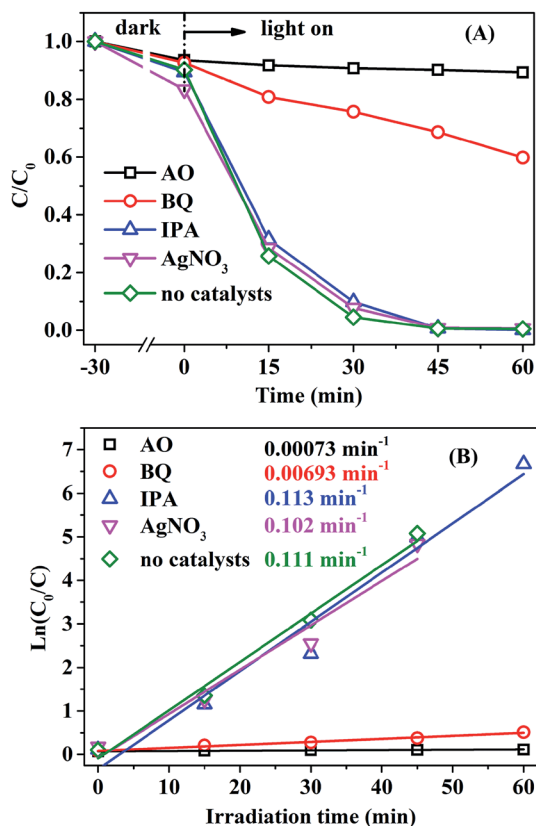 dark light on (A)
1.0
0.8
0.6
0.4
0.2
0.0
C/C₀
AO
BQ
IPA
AgNO₃
no catalysts
-30 0 15 30 45 60
Time (min)
7
6
5
4
3
2
1
0
Ln(C₀/C)
(B)
AO 0.00073 min⁻¹
BQ 0.00693 min⁻¹
IPA 0.113 min⁻¹
AgNO₃ 0.102 min⁻¹
no catalysts 0.111 min⁻¹
0 10 20 30 40 50 60
Irradiation time (min)